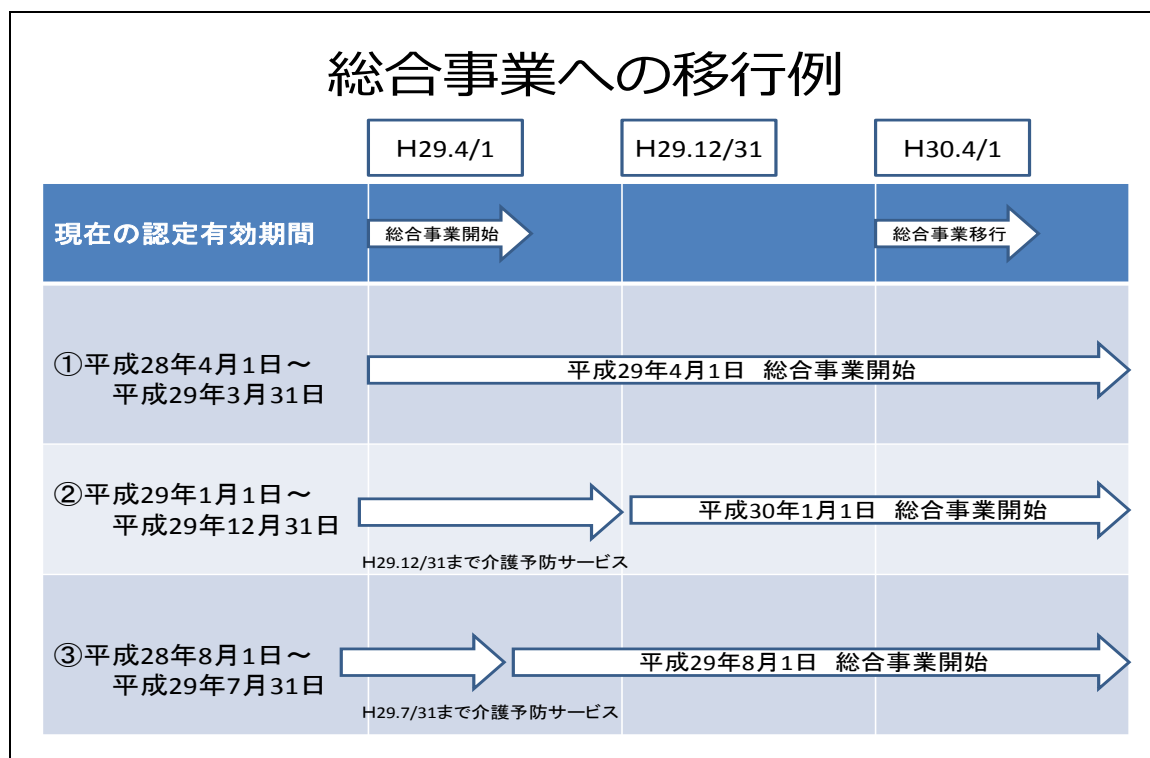 総合事業への移行例
H29.4/1
H29.12/31
H30.4/1
現在の認定有効期間
総合事業開始
総合事業移行
①平成28年4月1日～
平成29年3月31日
平成29年4月1日 総合事業開始
②平成29年1月1日～
平成29年12月31日
平成30年1月1日 総合事業開始
H29.12/31まで介護予防サービス
③平成28年8月1日～
平成29年7月31日
平成29年8月1日 総合事業開始
H29.7/31まで介護予防サービス